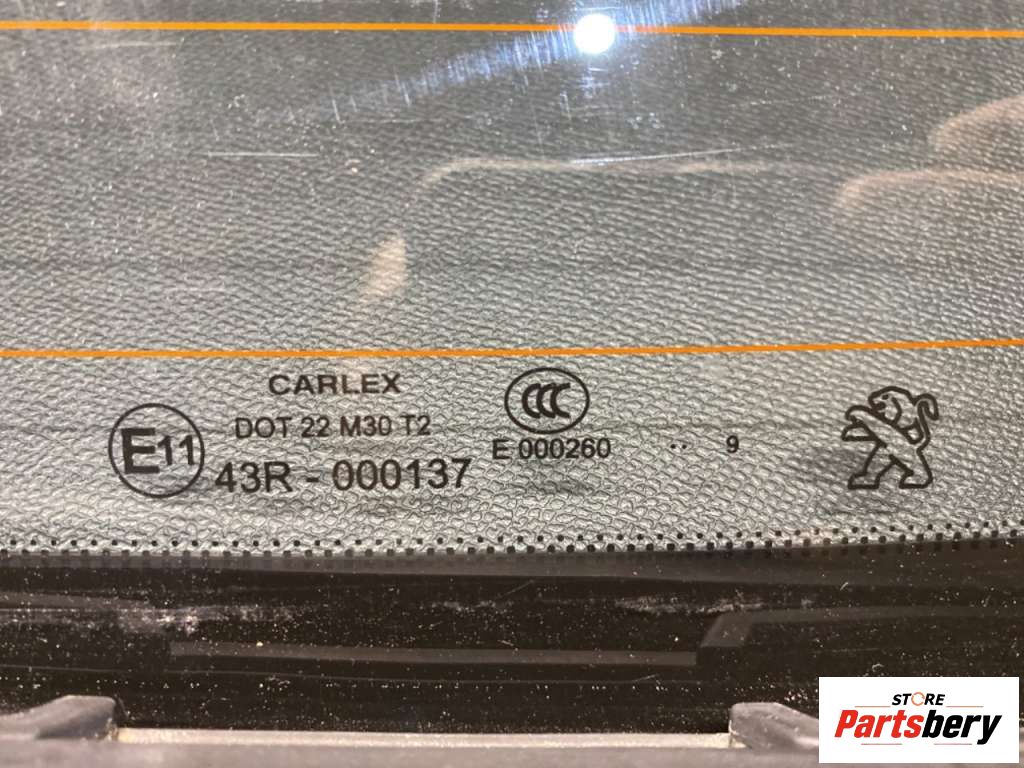 CARLEX
DOT 22 M30 T2
E11
43R - 000137
CCC
E 000260
.. 9
STORE
Partsbery